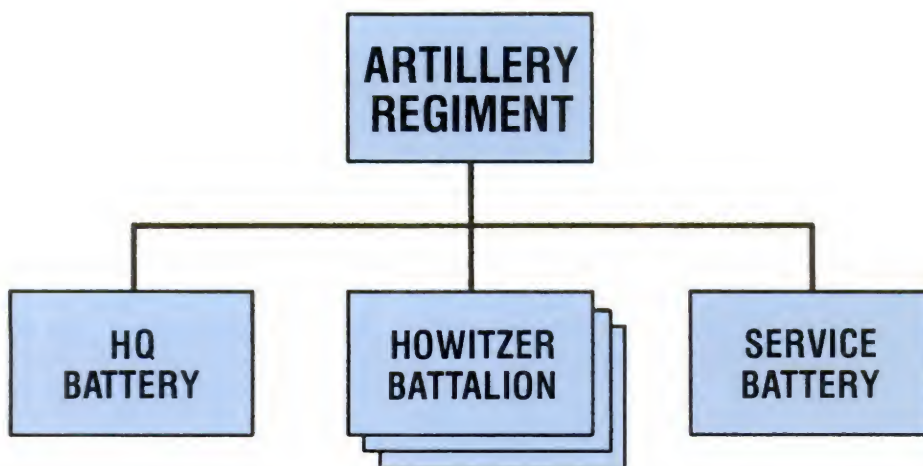 ARTILLERY
REGIMENT
HQ
BATTERY
HOWITZER
BATTALION
SERVICE
BATTERY